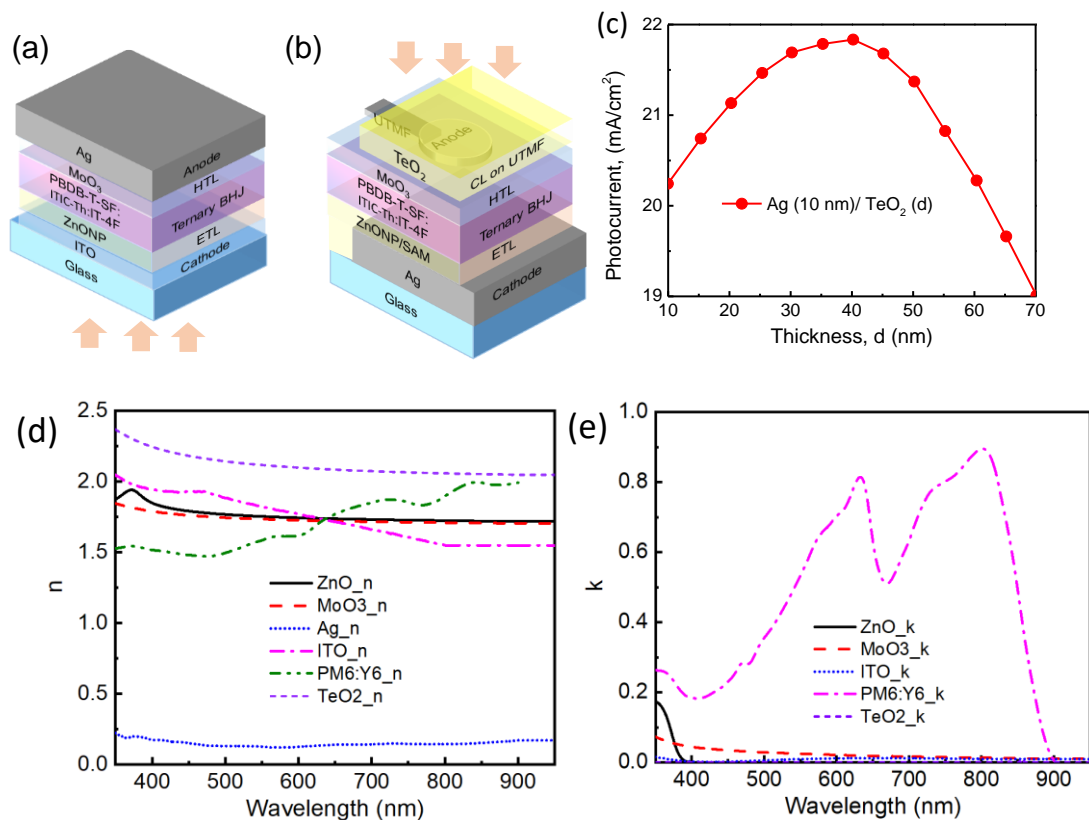 (a)
Ag
Anode
MoO3
HTL
PBDB-T-SF:
ITIC-Th:IT-4F
Ternary BHJ
ZnONP
ETL
ITO
Cathode
Glass
(b)
UTMF
Anode
TeO2
CL on UTMF
MoO3
HTL
PBDB-T-SF:
ITIC-Th:IT-4F
Ternary BHJ
ZnONP/SAM
ETL
Ag
Cathode
Glass
(c)
Photocurrent, (mA/cm²)
22
21
20
19
Ag (10 nm)/ TeO2 (d)
10 20 30 40 50 60 70
Thickness, d (nm)
(d)
n
2.5
2.0
1.5
1.0
0.5
0.0
ZnO_n
MoO3_n
Ag_n
ITO_n
PM6:Y6_n
TeO2_n
400 500 600 700 800 900
Wavelength (nm)
(e)
k
1.0
0.8
0.6
0.4
0.2
0.0
ZnO_k
MoO3_k
ITO_k
PM6:Y6_k
TeO2_k
400 500 600 700 800 900
Wavelength (nm)